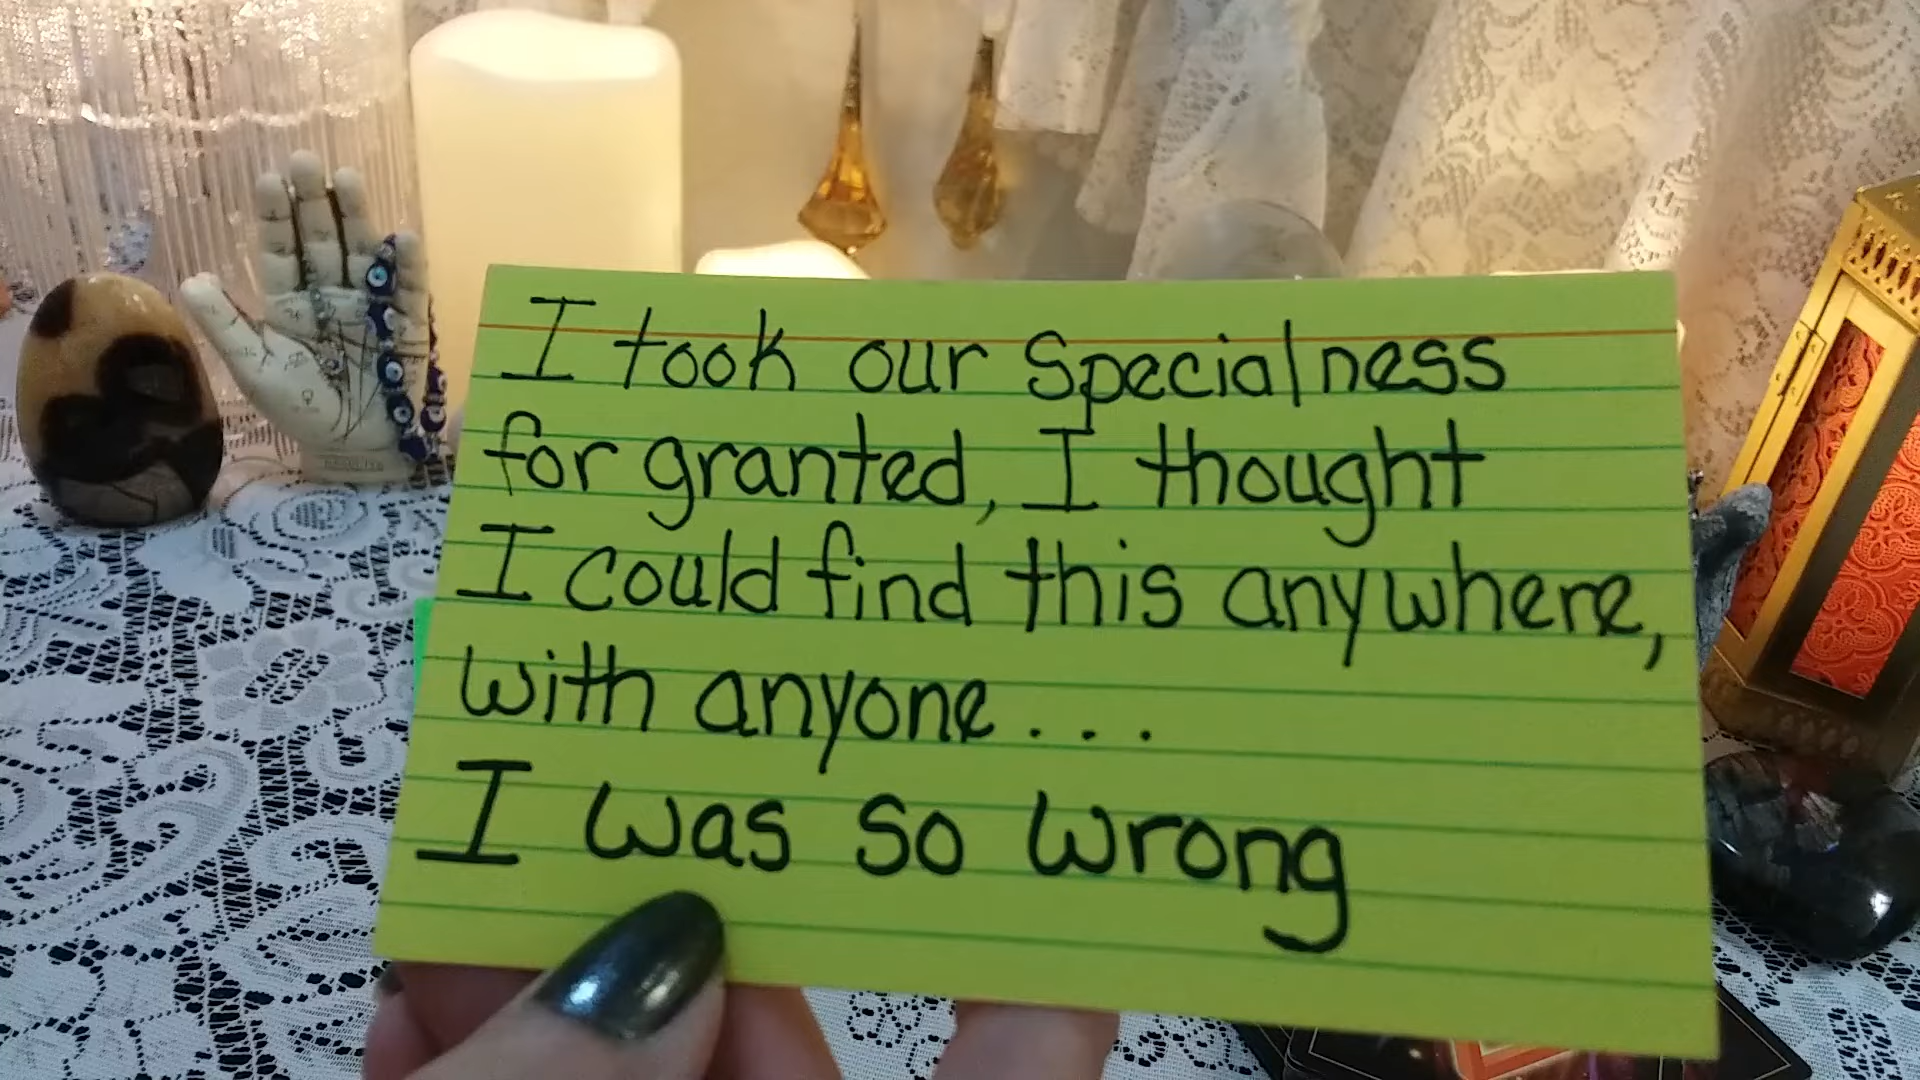 I took our Specialness
for granted, I thought
I could find this anywhere,
with anyone...
I was so wrong